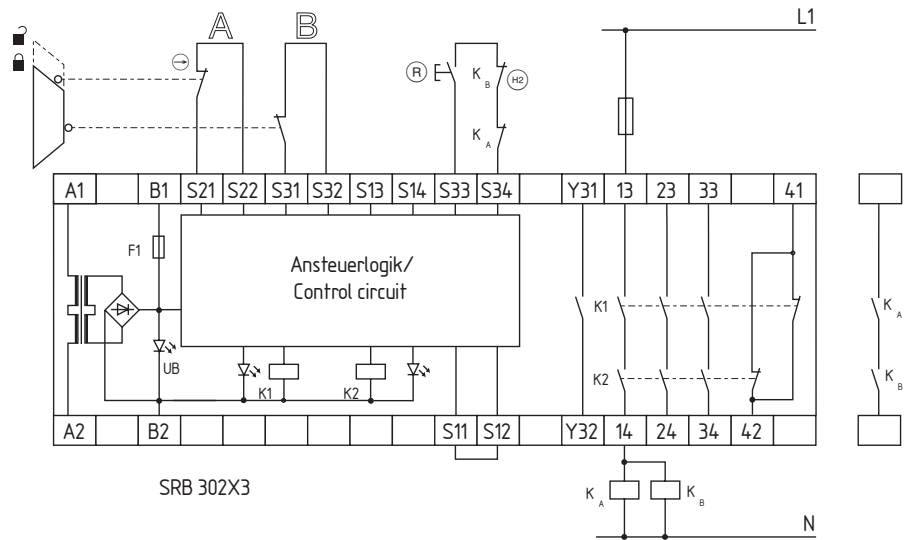 A B L1
R K B H2
K A
A1 B1 S21 S22 S31 S32 S13 S14 S33 S34 Y31 13 23 33 41
F1
Ansteuerlogik/
Control circuit
K1 K A
UB K1 K2 K2 K B
A2 B2 S11 S12 Y32 14 24 34 42
SRB 302X3
K A K B
N